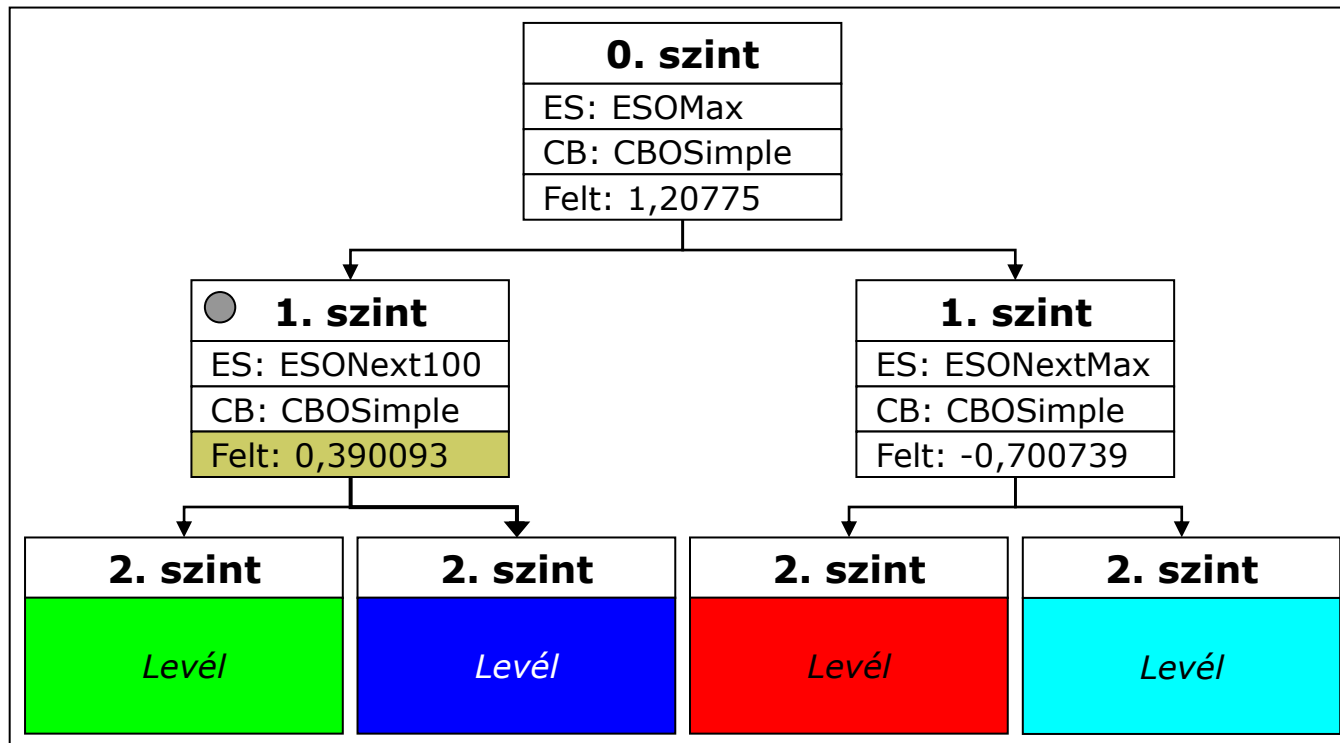 0. szint
ES: ESOMax
CB: CBOSimple
Felt: 1,20775
1. szint
ES: ESONext100
CB: CBOSimple
Felt: 0,390093
1. szint
ES: ESONextMax
CB: CBOSimple
Felt: -0,700739
2. szint
Levél
2. szint
Levél
2. szint
Levél
2. szint
Levél